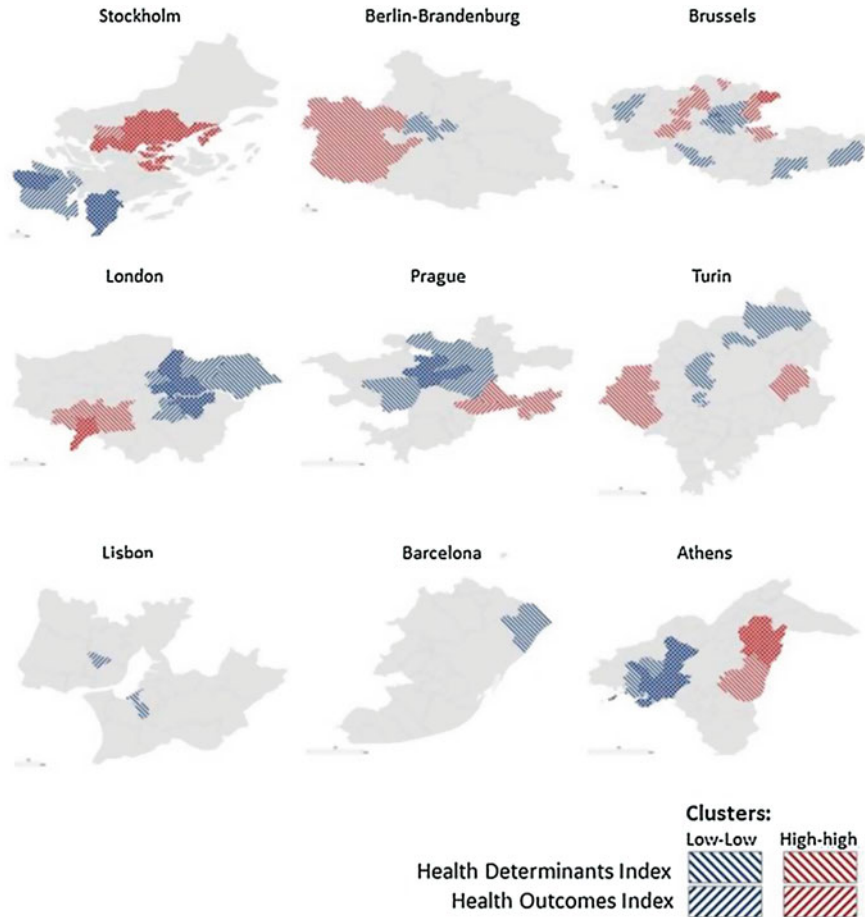 Stockholm Berlin-Brandenburg Brussels
London Prague Turin
Lisbon Barcelona Athens
Clusters:
Low-Low High-high
Health Determinants Index
Health Outcomes Index